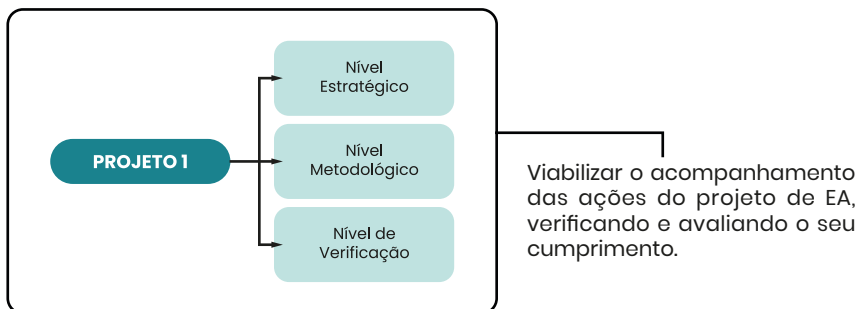 Nível
Estratégico
PROJETO 1
Nível
Metodológico
Nível de
Verificação
Viabilizar o acompanhamento
das ações do projeto de EA,
verificando e avaliando o seu
cumprimento.